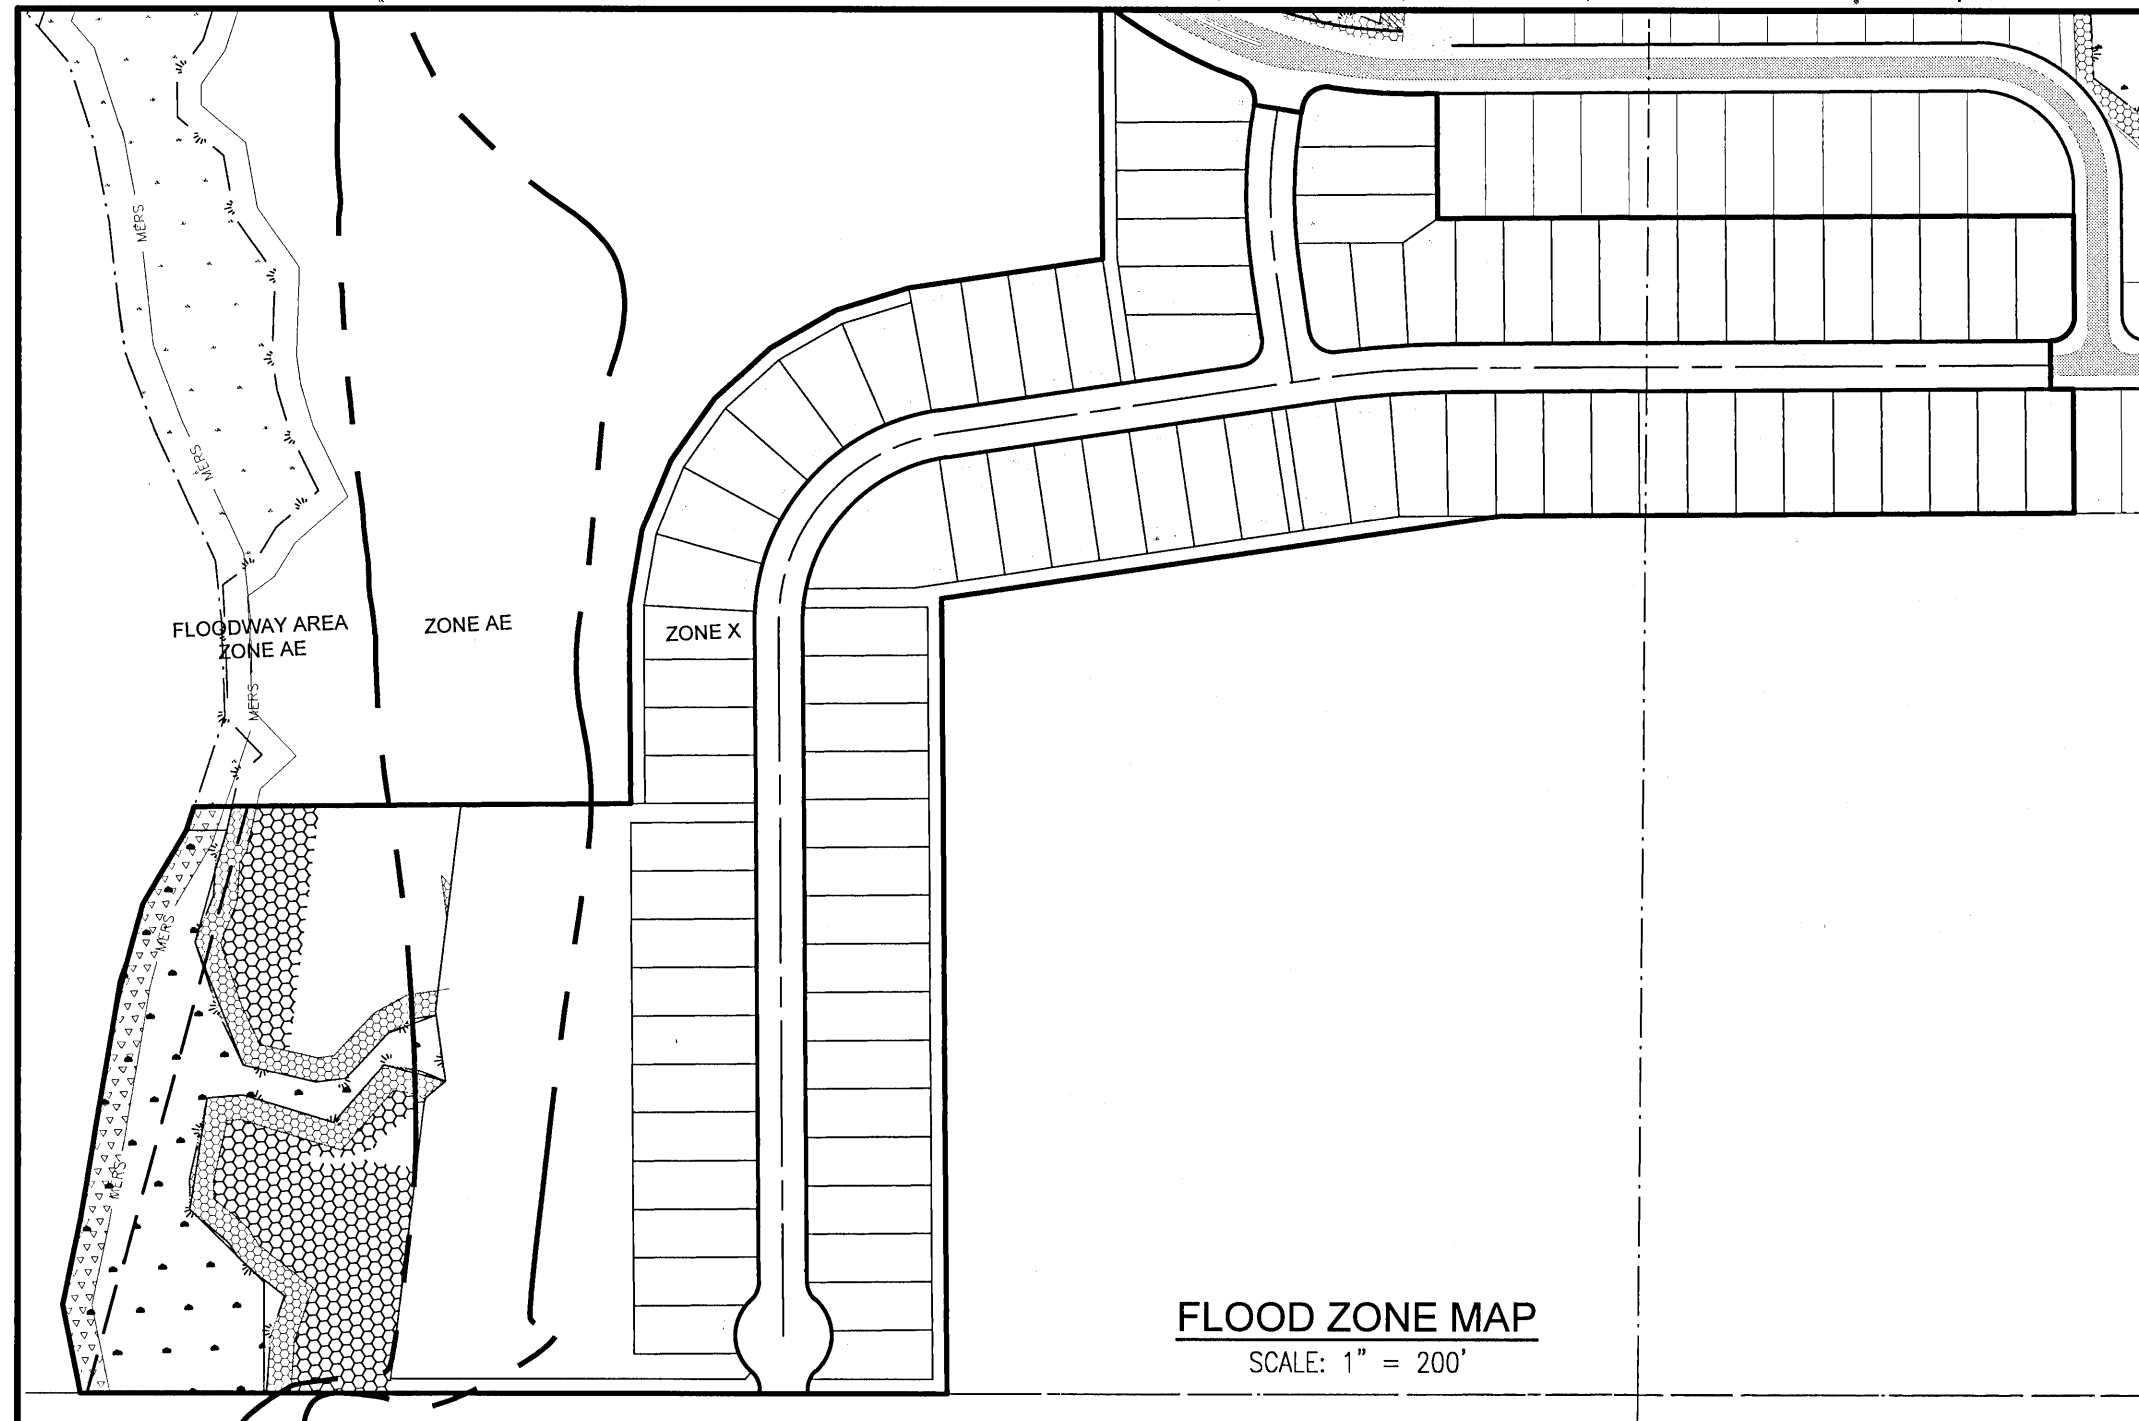 MERS
MERS
FLOODWAY AREA
ZONE AE
ZONE AE
ZONE X
MERS
MERS
MERS
FLOOD ZONE MAP
SCALE: 1" = 200'